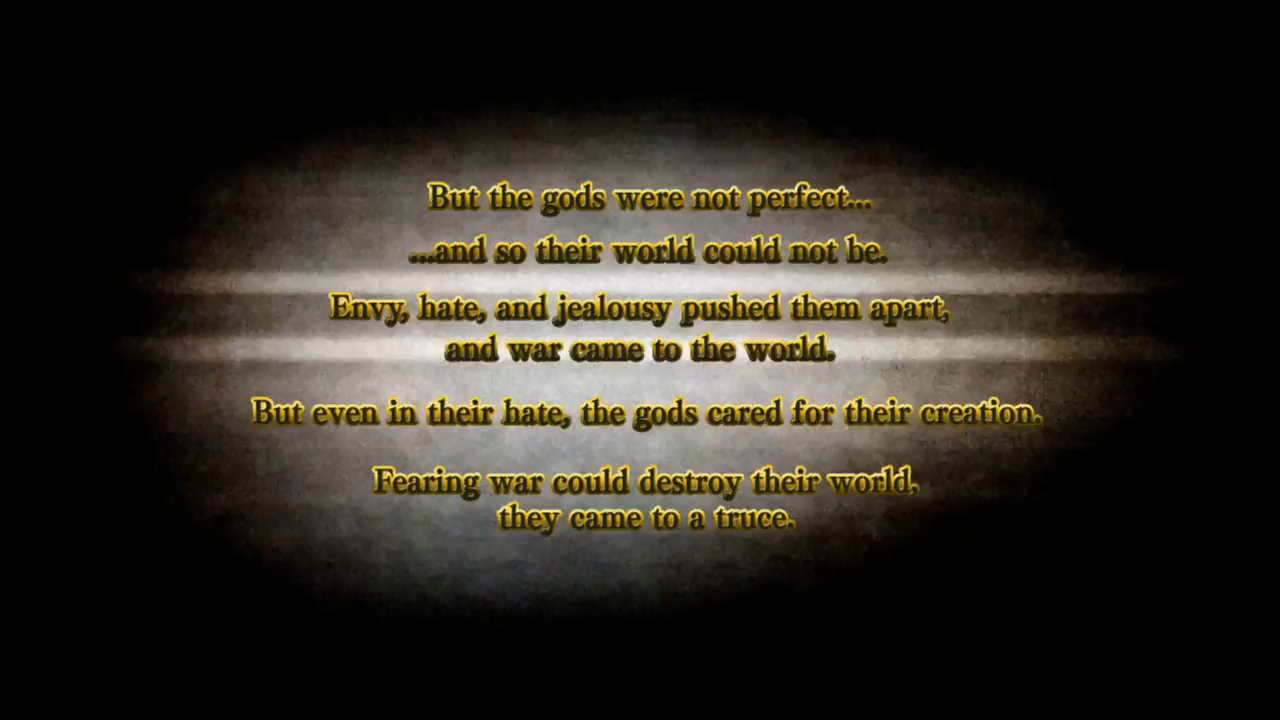 But the gods were not perfect...
...and so their world could not be.
Envy, hate, and jealousy pushed them apart,
and war came to the world.
But even in their hate, the gods cared for their creation.
Fearing war could destroy their world,
they came to a truce.